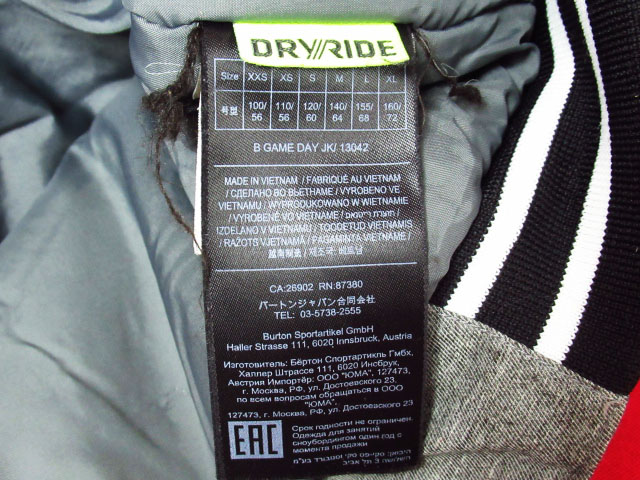 DRY//RIDE
Size XXS XS S M L XL
号型 100/56 110/56 120/60 140/64 155/68 160/72
B GAME DAY JK/ 13042
MADE IN VIETNAM / FABRIQUÉ AU VIETNAM
/ СДЕЛАНО ВО ВЬЕТНАМЕ / VYROBENO VE
VIETNAMU / WYPRODUKOWANO W WIETNAMIE
/ VYROBENÉ VO VIETNAME /
IZDELANO V VIETNAMU / TOODETUD VIETNAMIS
/ RAŽOTS VJETNAMĀ / PAGAMINTA VIETNAME
/ 越南製造 / 제조국: 베트남
CA:26902 RN:87380
バートンジャパン合同会社
TEL: 03-5738-2555
Burton Sportartikel GmbH
Haller Strasse 111, 6020 Innsbruck, Austria
Изготовитель: Бёртон Спортартикль Гмбх.
Халлер Штрассе 111, 6020 Инсбрук,
Австрия Импортёр: ООО "ЮМА", 127473,
г. Москва, РФ, ул. Достоевского 23.
по всем вопросам обращаться в ООО
"ЮМА".
127473, г. Москва, РФ, ул. Достоевского 23
EAC
Срок годности не ограничен.
Одежда для занятий
сноубордингом один год с
момента продажи